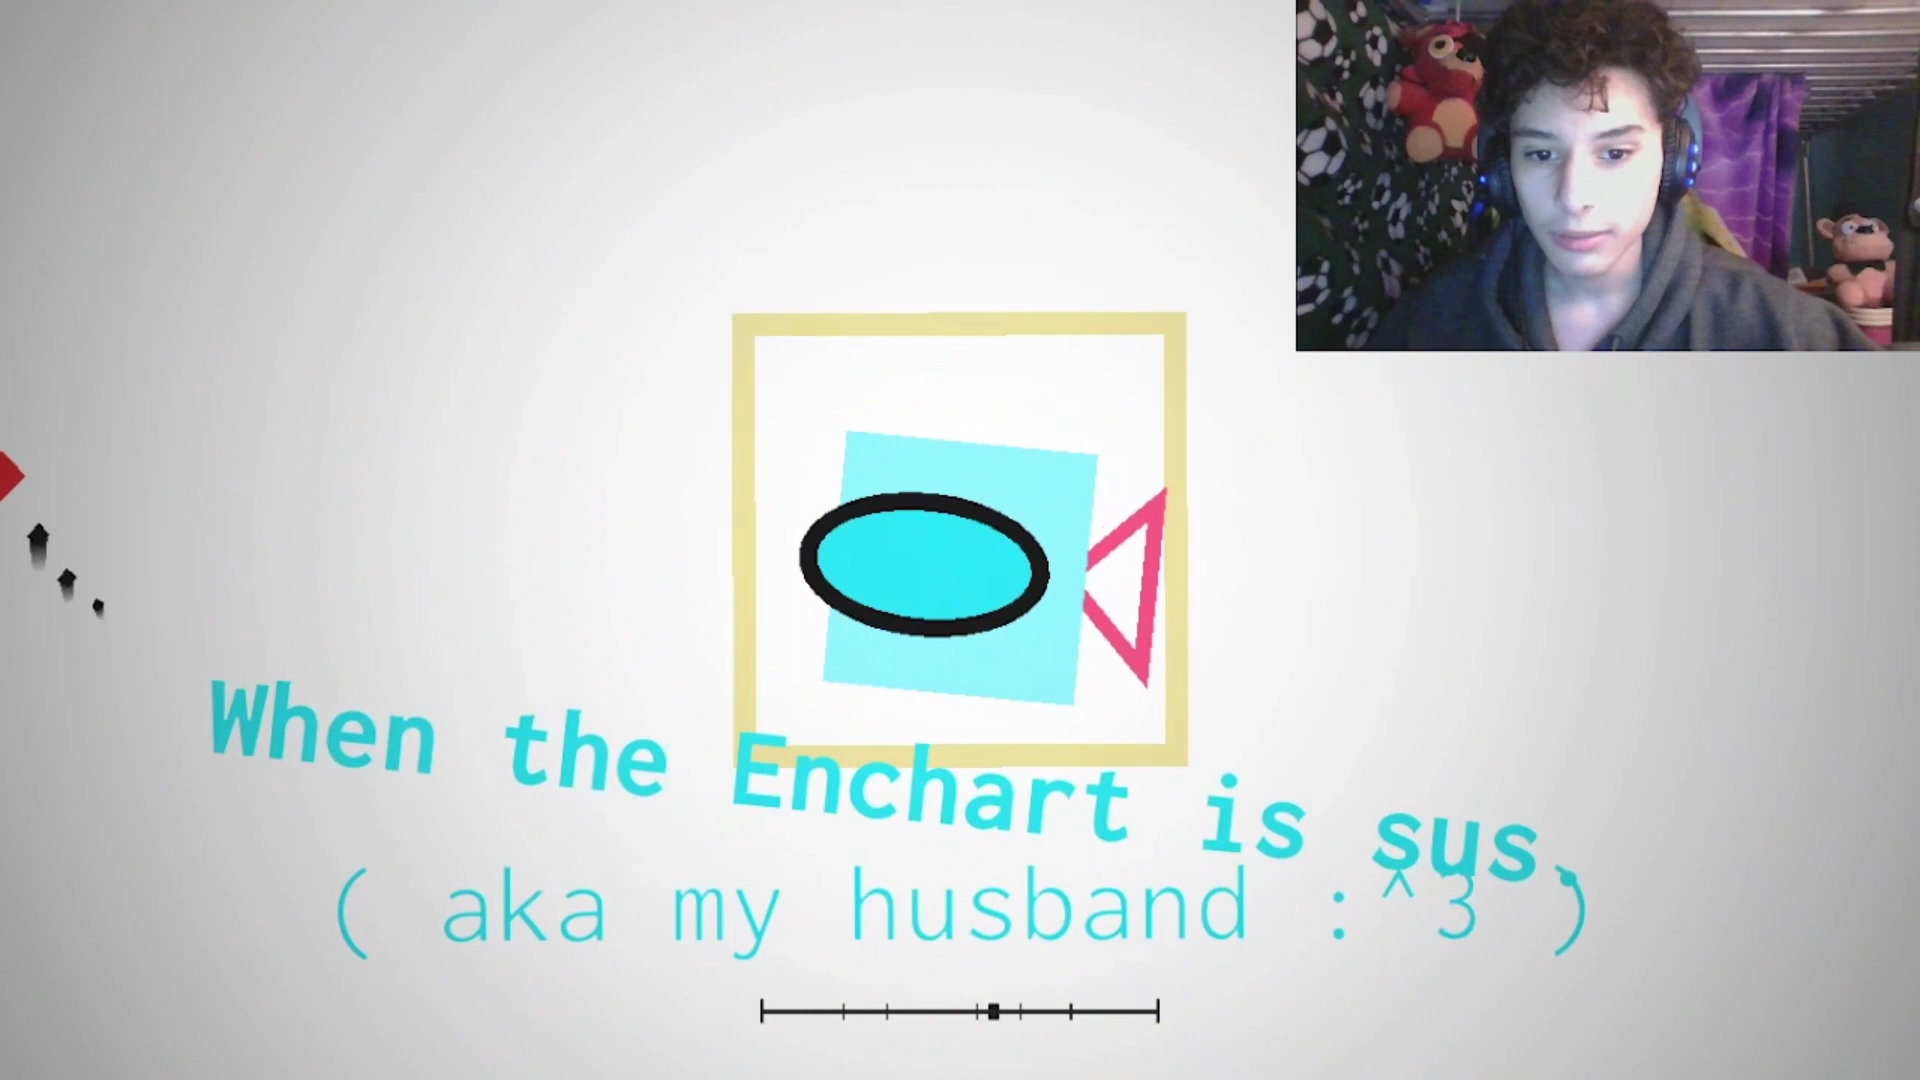 When the Enchart is sus.
( aka my husband :^3 )